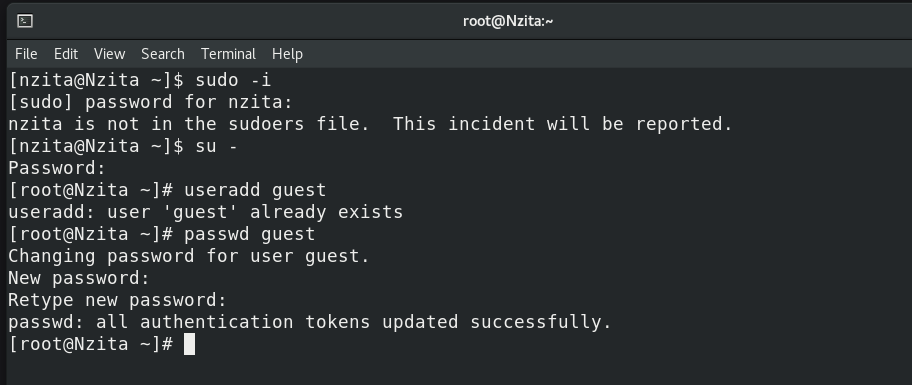 root@Nzita:~
File Edit View Search Terminal Help
[nzita@Nzita ~]$ sudo -i
[sudo] password for nzita:
nzita is not in the sudoers file.  This incident will be reported.
[nzita@Nzita ~]$ su -
Password:
[root@Nzita ~]# useradd guest
useradd: user 'guest' already exists
[root@Nzita ~]# passwd guest
Changing password for user guest.
New password:
Retype new password:
passwd: all authentication tokens updated successfully.
[root@Nzita ~]#